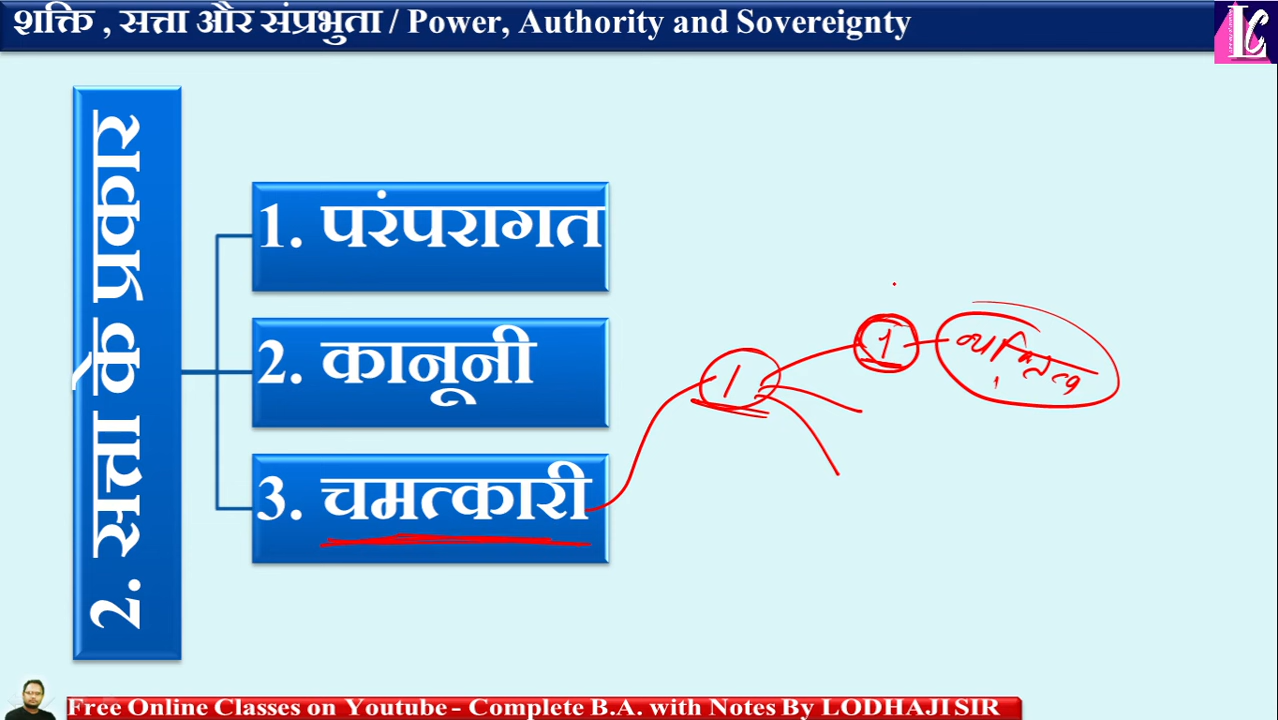 शक्ति , सत्ता और संप्रभुता / Power, Authority and Sovereignty
LC
2. सत्ता के प्रकार
1. परंपरागत
2. कानूनी
3. चमत्कारी
1
1
Free Online Classes on Youtube - Complete B.A. with Notes By LODHAJI SIR